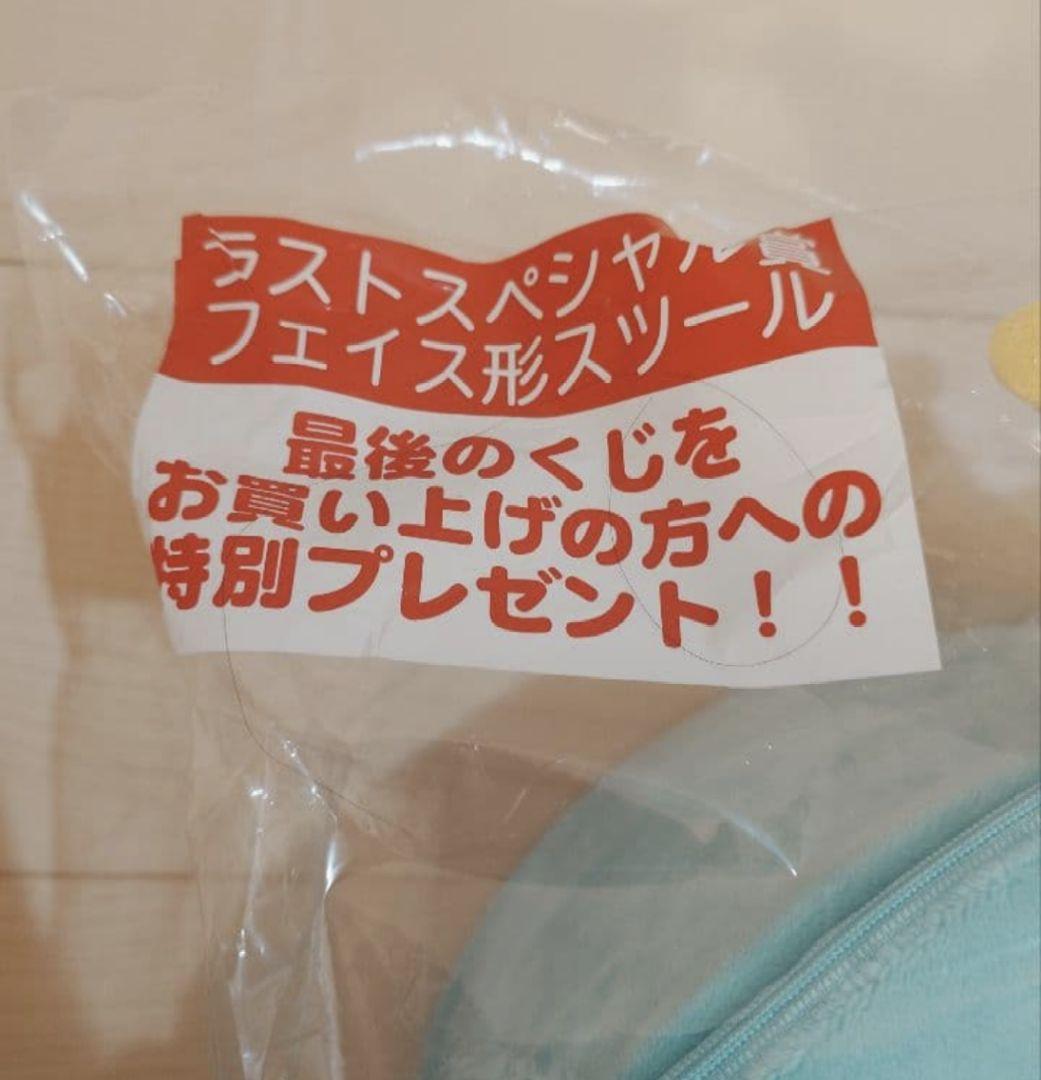 ラストスペシャル賞
フェイス形スツール
最後のくじを
お買い上げの方への
特別プレゼント！！